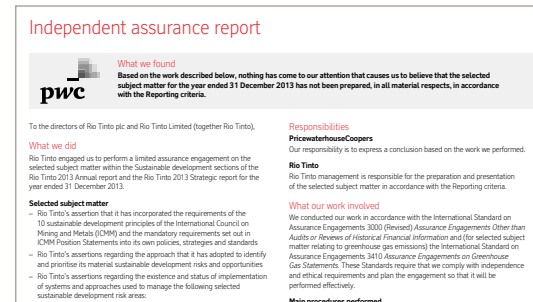 Independent assurance report
pwc
What we found
Based on the work described below, nothing has come to our attention that causes us to believe that the selected
subject matter for the year ended 31 December 2013 has not been prepared, in all material respects, in accordance
with the Reporting criteria.
To the directors of Rio Tinto plc and Rio Tinto Limited (together Rio Tinto),
What we did
Rio Tinto engaged us to perform a limited assurance engagement on the
selected subject matter within the Sustainable development sections of the
Rio Tinto 2013 Annual report and the Rio Tinto 2013 Strategic report for the
year ended 31 December 2013.
Selected subject matter
– Rio Tinto's assertion that it has incorporated the requirements of the
10 sustainable development principles of the International Council on
Mining and Metals (ICMM) and the mandatory requirements set out in
ICMM Position Statements into its own policies, strategies and standards
– Rio Tinto's assertions regarding the approach that it has adopted to identify
and prioritise its material sustainable development risks and opportunities
– Rio Tinto's assertions regarding the existence and status of implementation
of systems and approaches used to manage the following selected
sustainable development risk areas:
Responsibilities
PricewaterhouseCoopers
Our responsibility is to express a conclusion based on the work we performed.
Rio Tinto
Rio Tinto management is responsible for the preparation and presentation
of the selected subject matter in accordance with the Reporting criteria.
What our work involved
We conducted our work in accordance with the International Standard on
Assurance Engagements 3000 (Revised) Assurance Engagements Other than
Audits or Reviews of Historical Financial Information and (for selected subject
matter relating to greenhouse gas emissions) the International Standard on
Assurance Engagements 3410 Assurance Engagements on Greenhouse
Gas Statements. These Standards require that we comply with independence
and ethical requirements and plan the engagement so that it will be
performed effectively.
Main procedures performed